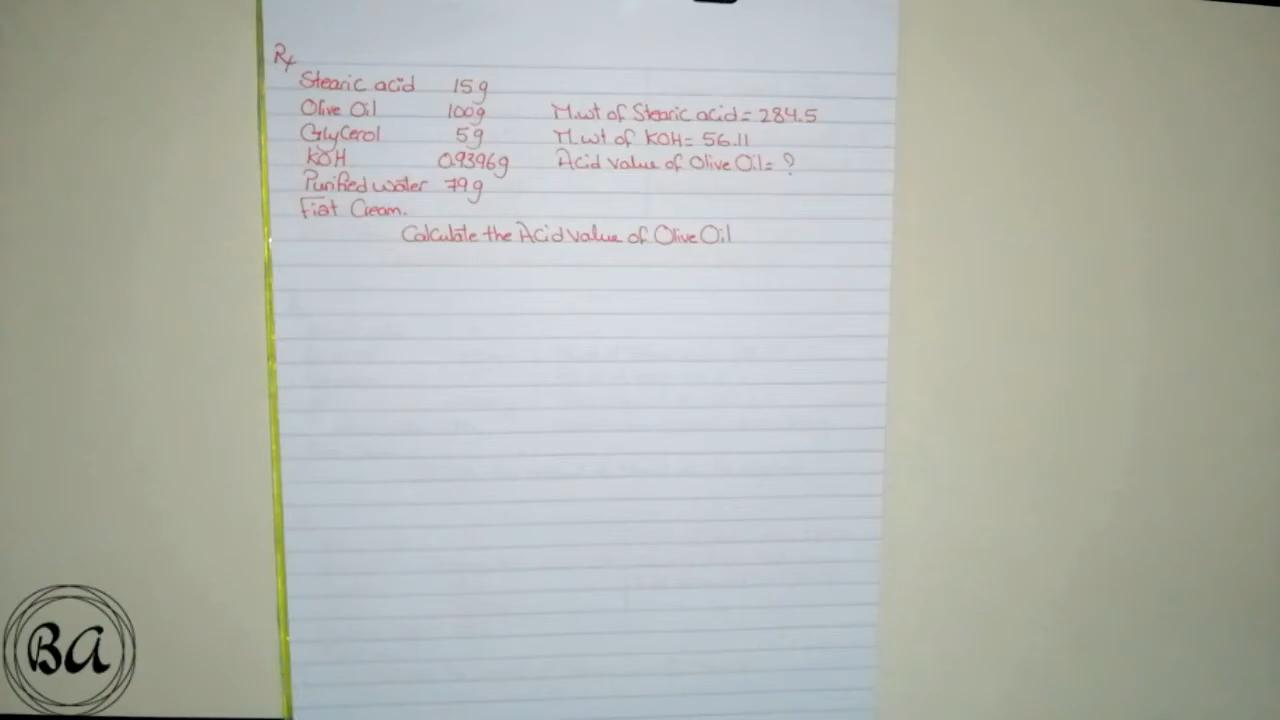 Rx
Stearic acid 15g
Olive Oil 100g M.wt of Stearic acid = 284.5
Glycerol 5g M.wt of KOH = 56.11
KOH 0.9396g Acid value of Olive Oil = ?
Purified water 79g
Fiat Cream.
Calculate the Acid value of Olive Oil
BA